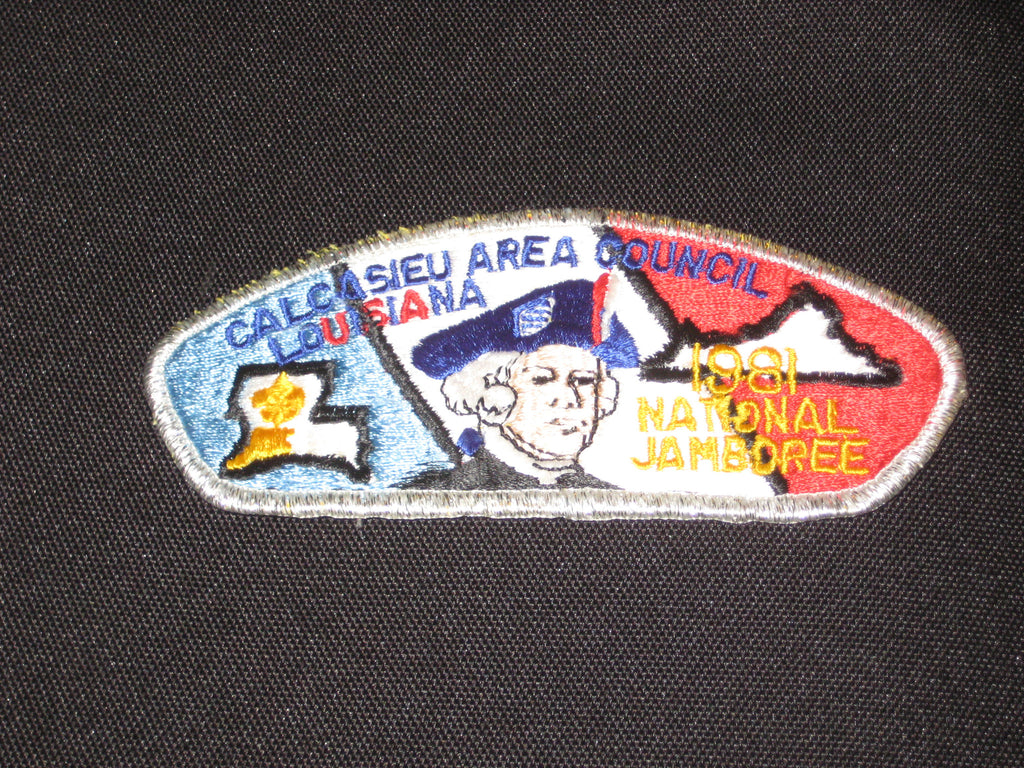 CALCASIEU AREA COUNCIL
LOUISIANA
1981
NATIONAL
JAMBOREE